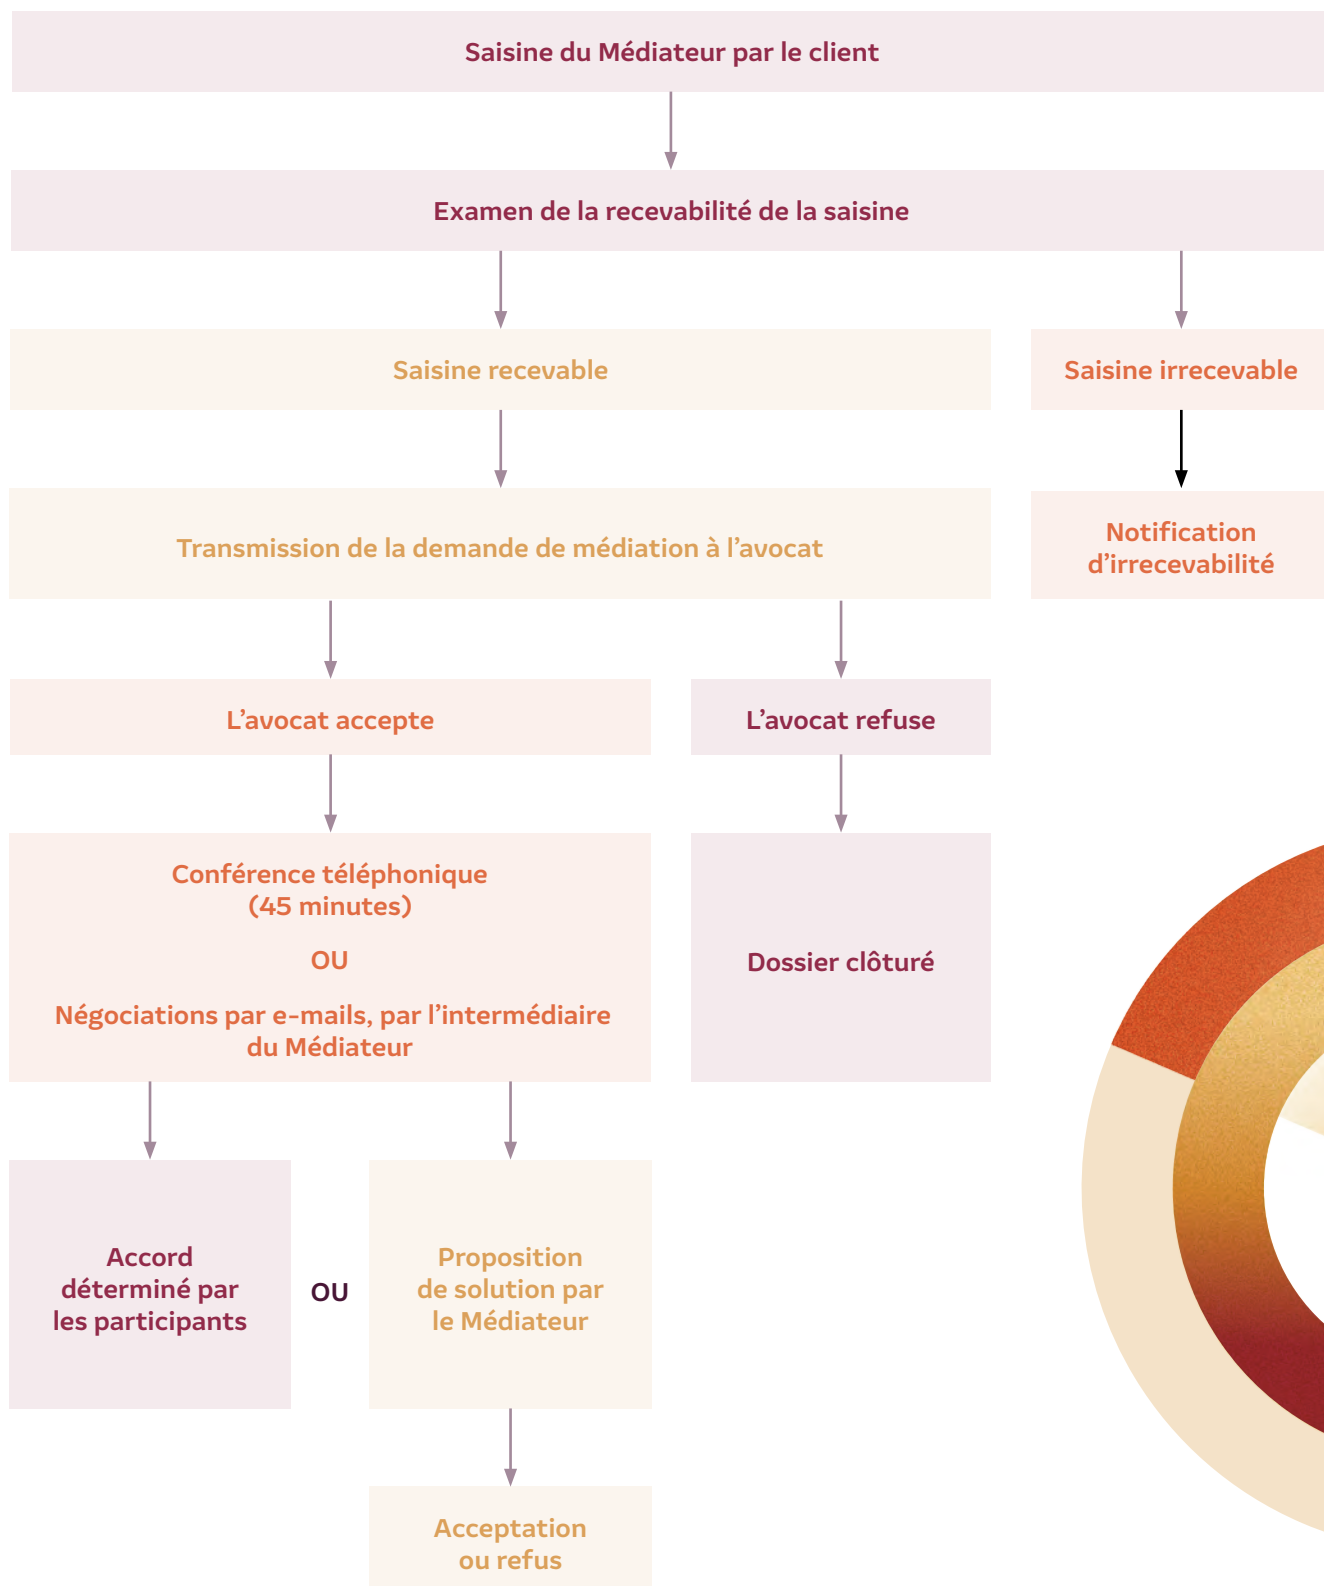 Saisine du Médiateur par le client
Examen de la recevabilité de la saisine
Saisine recevable
Saisine irrecevable
Transmission de la demande de médiation à l’avocat
Notification
d’irrecevabilité
L’avocat accepte
L’avocat refuse
Conférence téléphonique
(45 minutes)
OU
Négociations par e-mails, par l’intermédiaire
du Médiateur
Dossier clôturé
Accord
déterminé par
les participants
OU
Proposition
de solution par
le Médiateur
Acceptation
ou refus